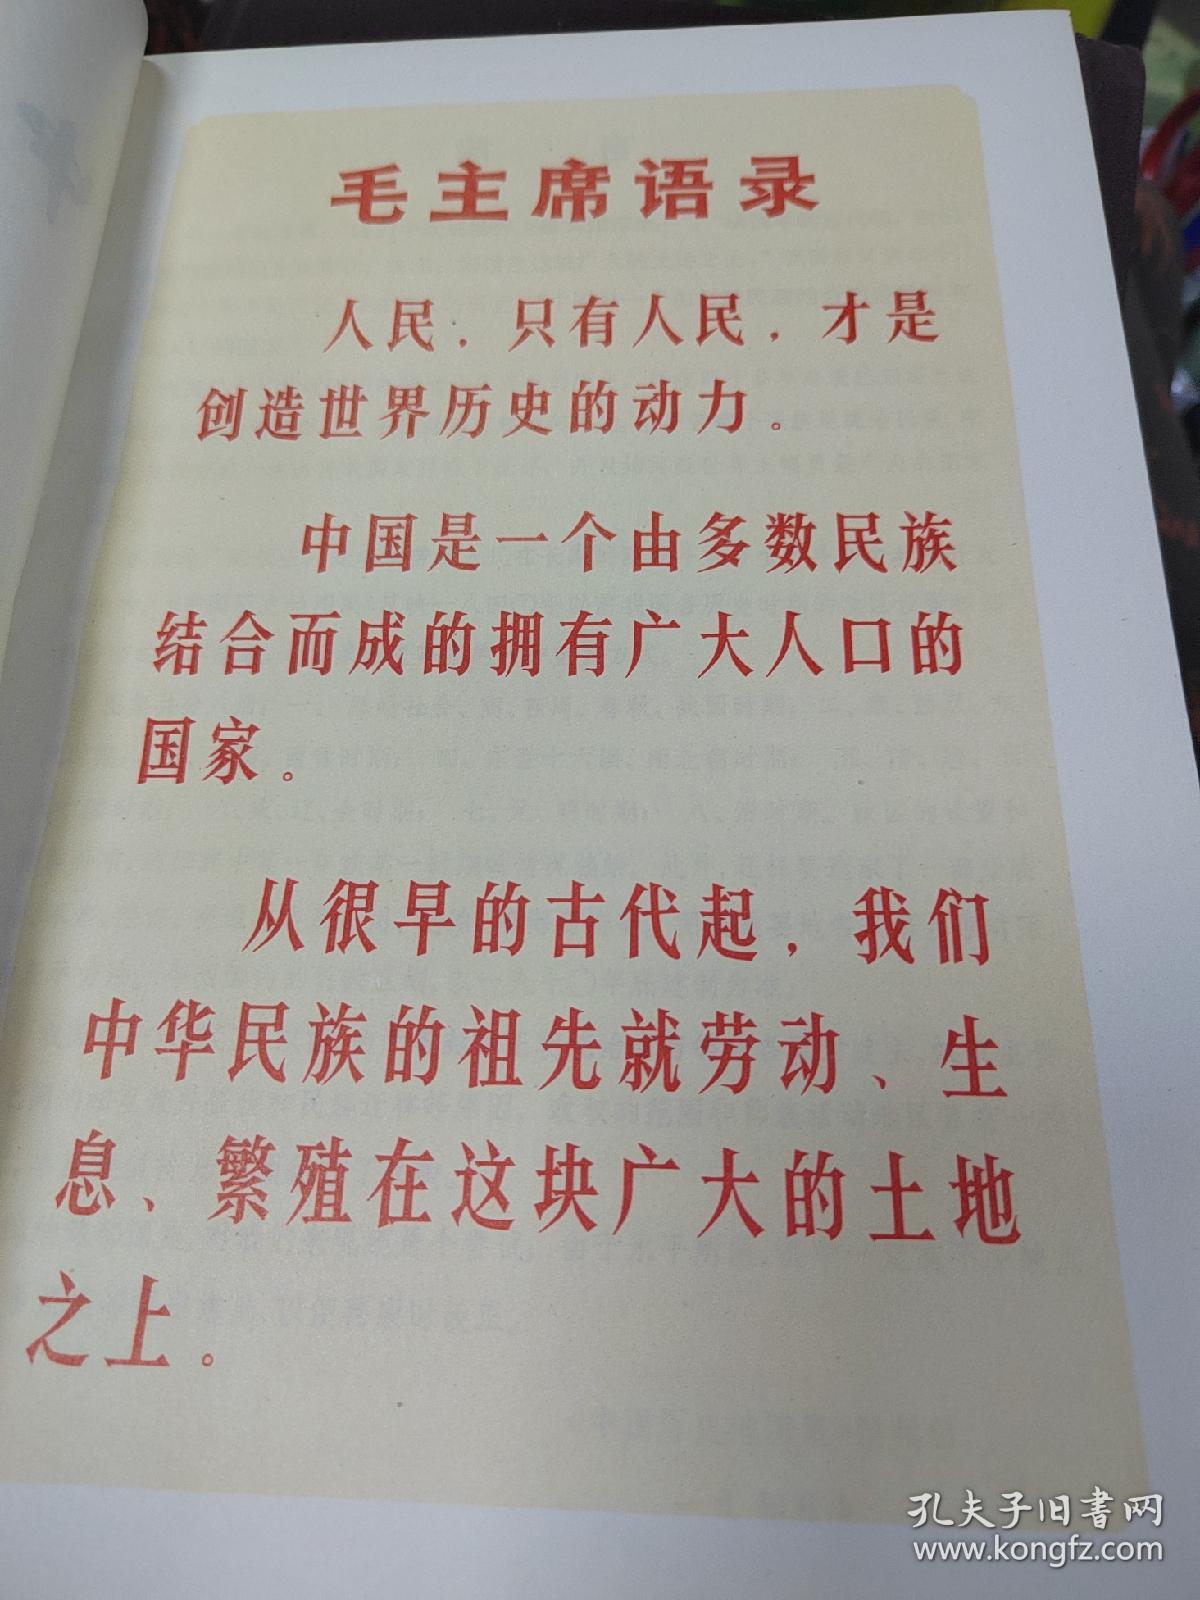 毛主席语录
人民，只有人民，才是
创造世界历史的动力。
中国是一个由多数民族
结合而成的拥有广大人口的
国家。
从很早的古代起，我们
中华民族的祖先就劳动、生
息、繁殖在这块广大的土地
之上。
孔夫子旧书网
www.kongfz.com